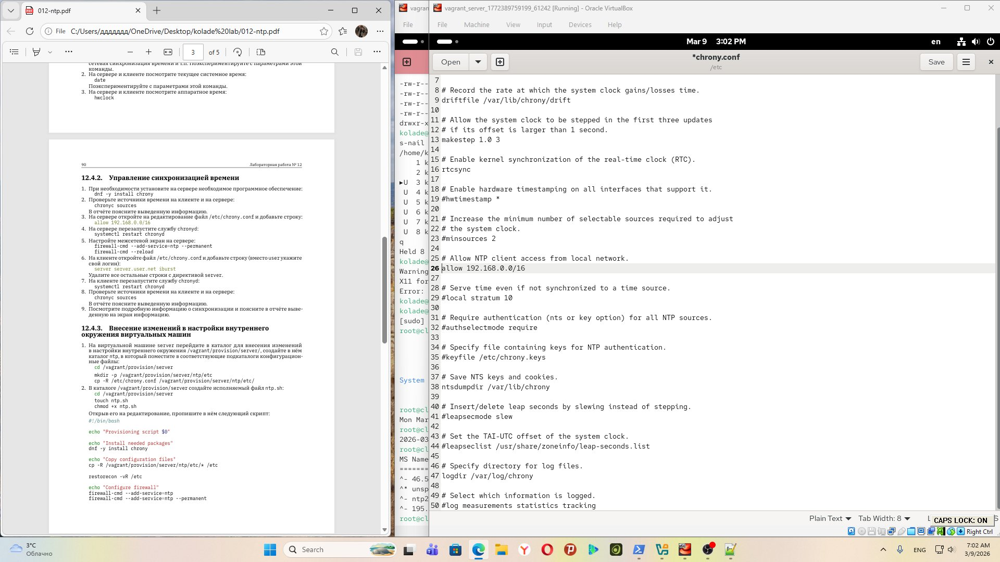 012-ntp.pdf
File C:/Users/ддддддд/OneDrive/Desktop/kolade%20lab/012-ntp.pdf
3 of 5
сетевая синхронизация времени и т.п. Поэкспериментируйте с параметрами этой
команды.
2. На сервере и клиенте посмотрите текущее системное время:
date
Поэкспериментируйте с параметрами этой команды.
3. На сервере и клиенте посмотрите аппаратное время:
hwclock
90 Лабораторная работа № 12
12.4.2. Управление синхронизацией времени
1. При необходимости установите на сервере необходимое программное обеспечение:
dnf -y install chrony
2. Проверьте источники времени на клиенте и на сервере:
chronyc sources
В отчёте поясните выведенную информацию.
3. На сервере откройте на редактирование файл /etc/chrony.conf и добавьте строку:
allow 192.168.0.0/16
4. На сервере перезапустите службу chronyd:
systemctl restart chronyd
5. Настройте межсетевой экран на сервере:
firewall-cmd --add-service=ntp --permanent
firewall-cmd --reload
6. На клиенте откройте файл /etc/chrony.conf и добавьте строку (вместо user укажите
свой логин):
server server.user.net iburst
Удалите все остальные строки с директивой server.
7. На клиенте перезапустите службу chronyd:
systemctl restart chronyd
8. Проверьте источники времени на клиенте и на сервере:
chronyc sources
В отчёте поясните выведенную информацию.
9. Посмотрите подробную информацию о синхронизации и поясните в отчёте выве-
денную на экран информацию.
12.4.3. Внесение изменений в настройки внутреннего
окружения виртуальных машин
1. На виртуальной машине server перейдите в каталог для внесения изменений
в настройки внутреннего окружения /vagrant/provision/server/, создайте в нём
каталог ntp, в который поместите в соответствующие подкаталоги конфигурацион-
ные файлы:
cd /vagrant/provision/server
mkdir -p /vagrant/provision/server/ntp/etc
cp -R /etc/chrony.conf /vagrant/provision/server/ntp/etc/
2. В каталоге /vagrant/provision/server создайте исполняемый файл ntp.sh:
cd /vagrant/provision/server
touch ntp.sh
chmod +x ntp.sh
Открыв его на редактирование, пропишите в нём следующий скрипт:
#!/bin/bash
echo "Provisioning script $0"
echo "Install needed packages"
dnf -y install chrony
echo "Copy configuration files"
cp -R /vagrant/provision/server/ntp/etc/* /etc
restorecon -vR /etc
echo "Configure firewall"
firewall-cmd --add-service=ntp
firewall-cmd --add-service=ntp --permanent
vagran
File
-rw-r--
-rw-r--
-rw-r--
-rw-r--
drwxr-x
kolade@
s-nail
/home/k
1 k
2 k
▶U 3 k
U 4 k
U 5 k
U 6 k
U 7 k
U 8 k
q
Held 8
kolade@
Warning
X11 for
Error:
kolade@
kolade@
[sudo]
root@cl
System
root@cl
Mon Mar
root@cl
2026-03
root@cl
MS Name
=======
^- 46.5
^* unsp
^- ntp2
^- 195.
root@cl
vagrant_server_1772389759199_61242 [Running] - Oracle VirtualBox
File Machine View Input Devices Help
Mar 9 3:02 PM en
Open *chrony.conf Save
/etc
7
8 # Record the rate at which the system clock gains/losses time.
9 driftfile /var/lib/chrony/drift
10
11 # Allow the system clock to be stepped in the first three updates
12 # if its offset is larger than 1 second.
13 makestep 1.0 3
14
15 # Enable kernel synchronization of the real-time clock (RTC).
16 rtcsync
17
18 # Enable hardware timestamping on all interfaces that support it.
19 #hwtimestamp *
20
21 # Increase the minimum number of selectable sources required to adjust
22 # the system clock.
23 #minsources 2
24
25 # Allow NTP client access from local network.
26 allow 192.168.0.0/16
27
28 # Serve time even if not synchronized to a time source.
29 #local stratum 10
30
31 # Require authentication (nts or key option) for all NTP sources.
32 #authselectmode require
33
34 # Specify file containing keys for NTP authentication.
35 #keyfile /etc/chrony.keys
36
37 # Save NTS keys and cookies.
38 ntsdumpdir /var/lib/chrony
39
40 # Insert/delete leap seconds by slewing instead of stepping.
41 #leapsecmode slew
42
43 # Set the TAI-UTC offset of the system clock.
44 #leapseclist /usr/share/zoneinfo/leap-seconds.list
45
46 # Specify directory for log files.
47 logdir /var/log/chrony
48
49 # Select which information is logged.
50 #log measurements statistics tracking
Plain Text Tab Width: 8 CAPS LOCK: ON
Right Ctrl
3°C
Облачно
Search
ENG
7:02 AM
3/9/2026